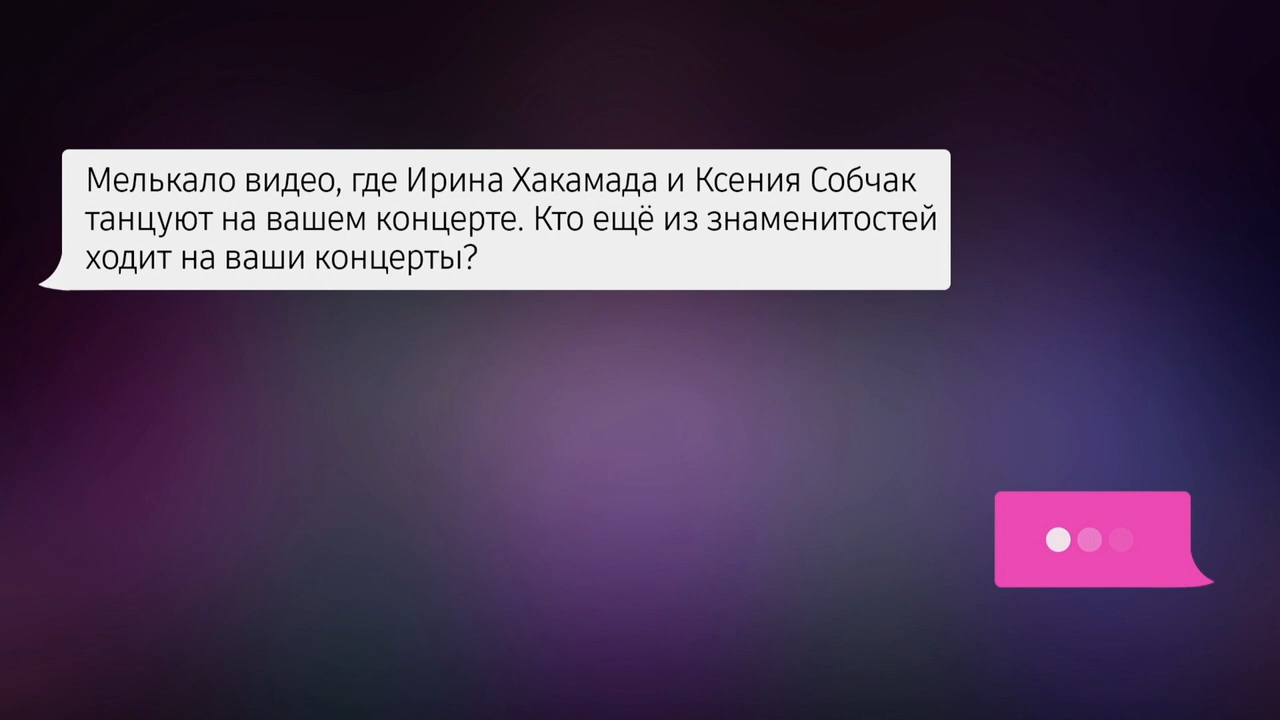 Мелькало видео, где Ирина Хакамада и Ксения Собчак
танцуют на вашем концерте. Кто ещё из знаменитостей
ходит на ваши концерты?